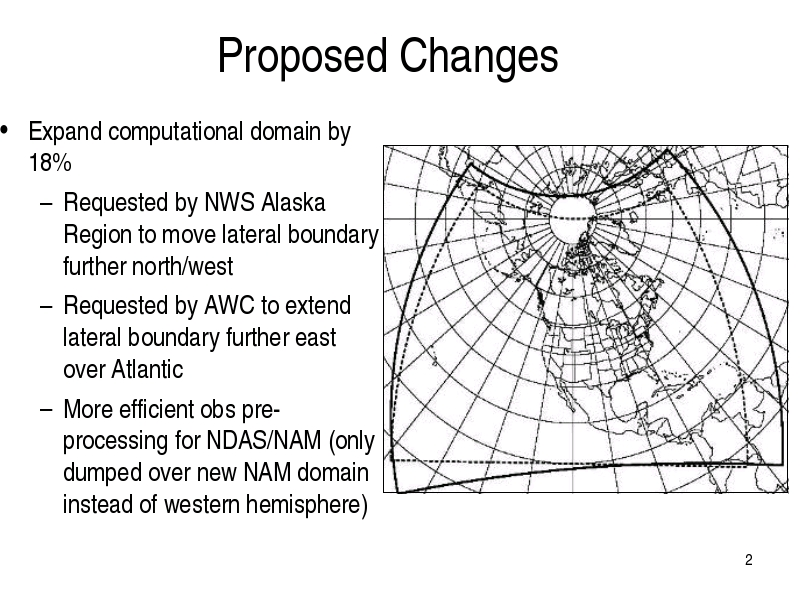 Proposed Changes
• Expand computational domain by
18%
– Requested by NWS Alaska
Region to move lateral boundary
further north/west
– Requested by AWC to extend
lateral boundary further east
over Atlantic
– More efficient obs pre-
processing for NDAS/NAM (only
dumped over new NAM domain
instead of western hemisphere)
2